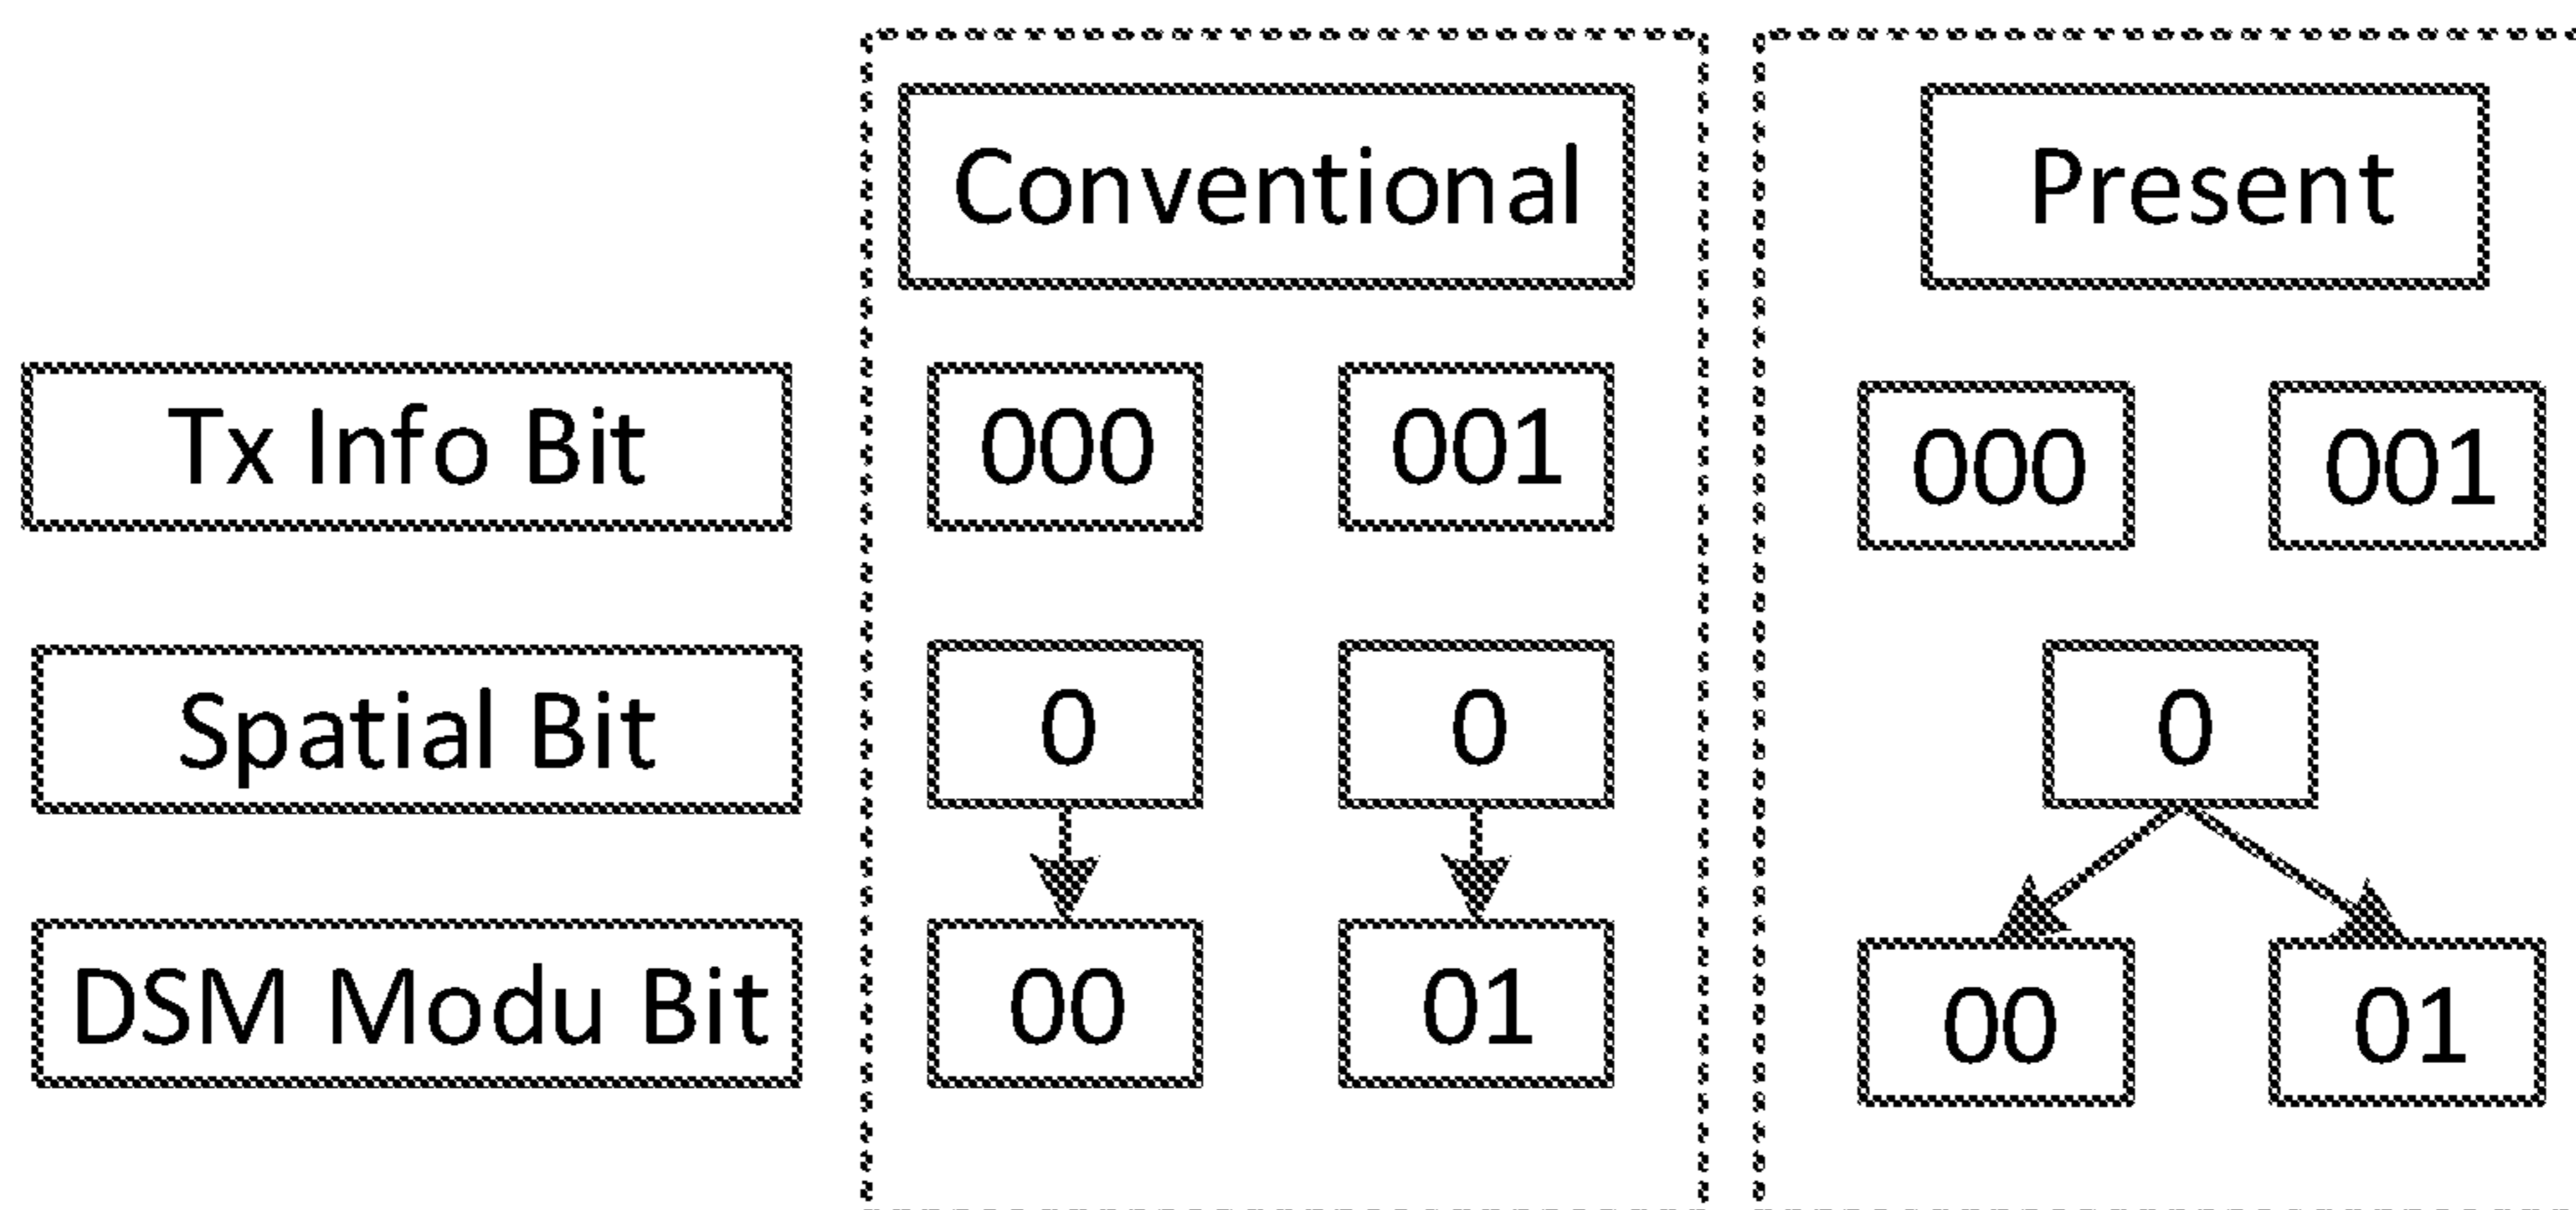 Conventional Present
Tx Info Bit 000 001 000 001
Spatial Bit 0 0 0
DSM Modu Bit 00 01 00 01